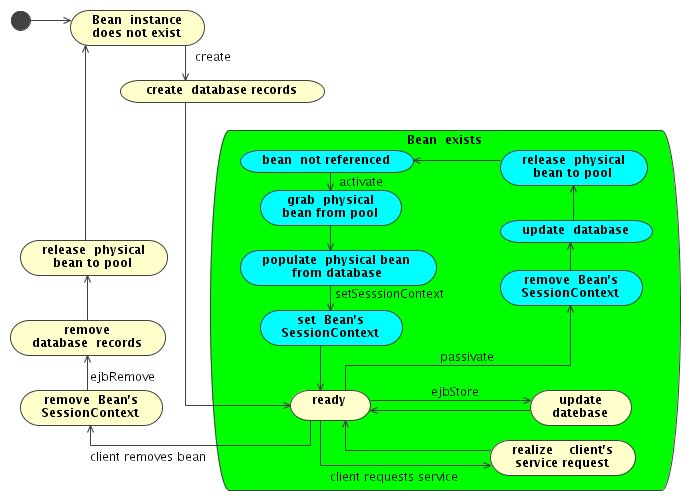 Bean instance
does not exist
create
create database records
Bean exists
bean not referenced
release physical
bean to pool
activate
grab physical
bean from pool
update database
populate physical bean
from database
release physical
bean to pool
remove Bean's
SessionContext
setSesssionContext
set Bean's
SessionContext
remove
database records
passivate
ejbRemove
ready
ejbStore
update
datebase
remove Bean's
SessionContext
client removes bean
realize client's
service request
client requests service